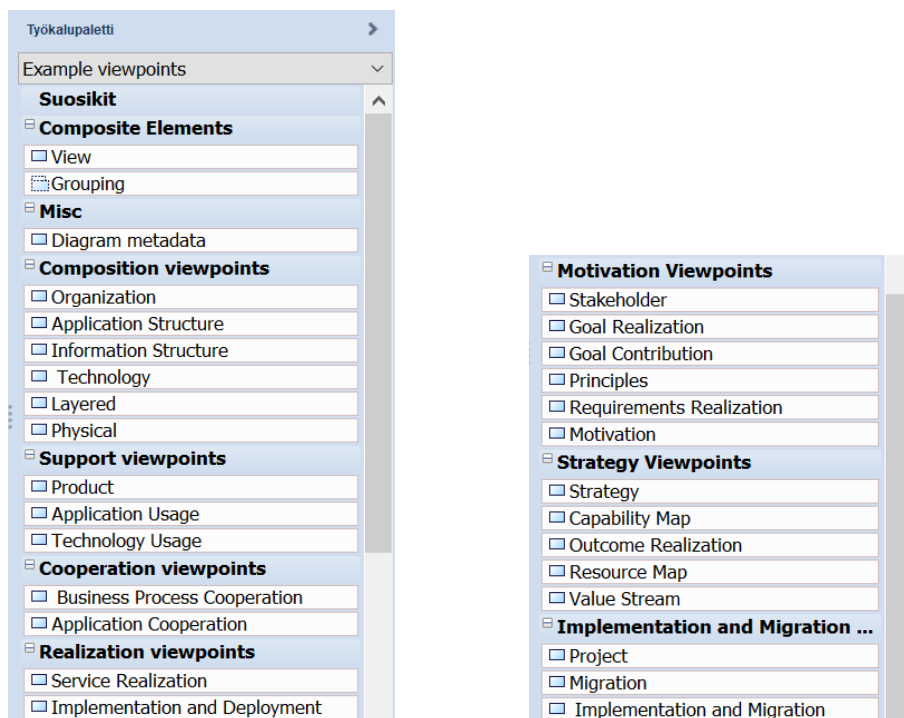 Työkalupaletti
Example viewpoints
Suosikit
Composite Elements
View
Grouping
Misc
Diagram metadata
Composition viewpoints
Organization
Application Structure
Information Structure
Technology
Layered
Physical
Support viewpoints
Product
Application Usage
Technology Usage
Cooperation viewpoints
Business Process Cooperation
Application Cooperation
Realization viewpoints
Service Realization
Implementation and Deployment
Motivation Viewpoints
Stakeholder
Goal Realization
Goal Contribution
Principles
Requirements Realization
Motivation
Strategy Viewpoints
Strategy
Capability Map
Outcome Realization
Resource Map
Value Stream
Implementation and Migration ...
Project
Migration
Implementation and Migration